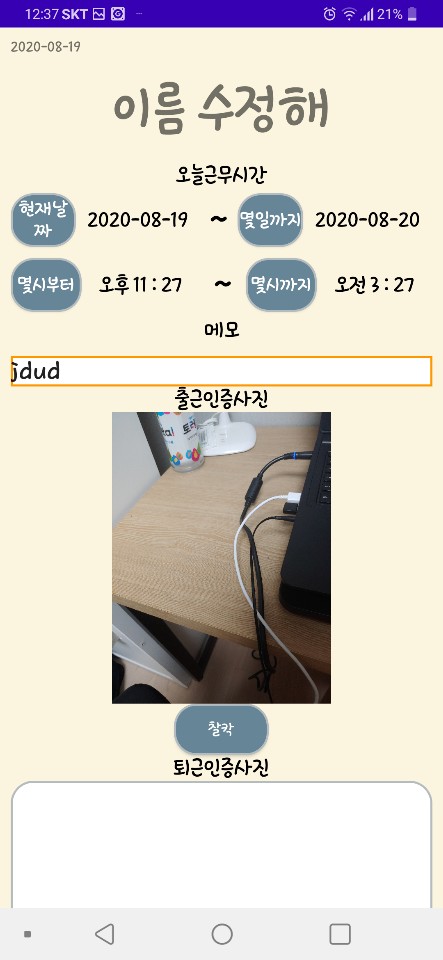 12:37 SKT 21%
2020-08-19
이름 수정해
오늘근무시간
현재날
짜
2020-08-19 ~ 몇일까지 2020-08-20
몇시부터 오후 11 : 27 ~ 몇시까지 오전 3 : 27
메모
jdud
출근인증사진
찰칵
퇴근인증사진